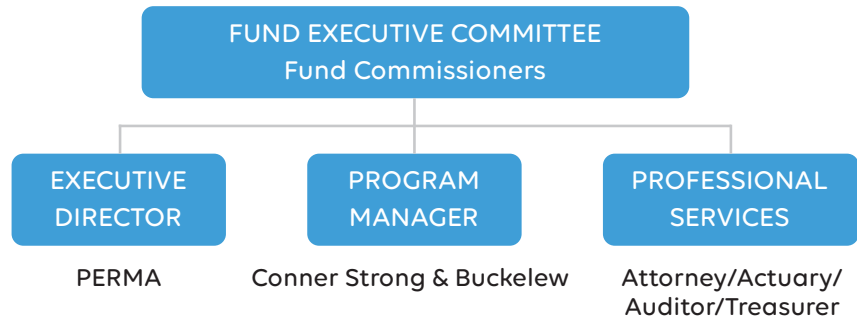 FUND EXECUTIVE COMMITTEE
Fund Commissioners
EXECUTIVE
DIRECTOR
PERMA
PROGRAM
MANAGER
Conner Strong & Buckelew
PROFESSIONAL
SERVICES
Attorney/Actuary/
Auditor/Treasurer